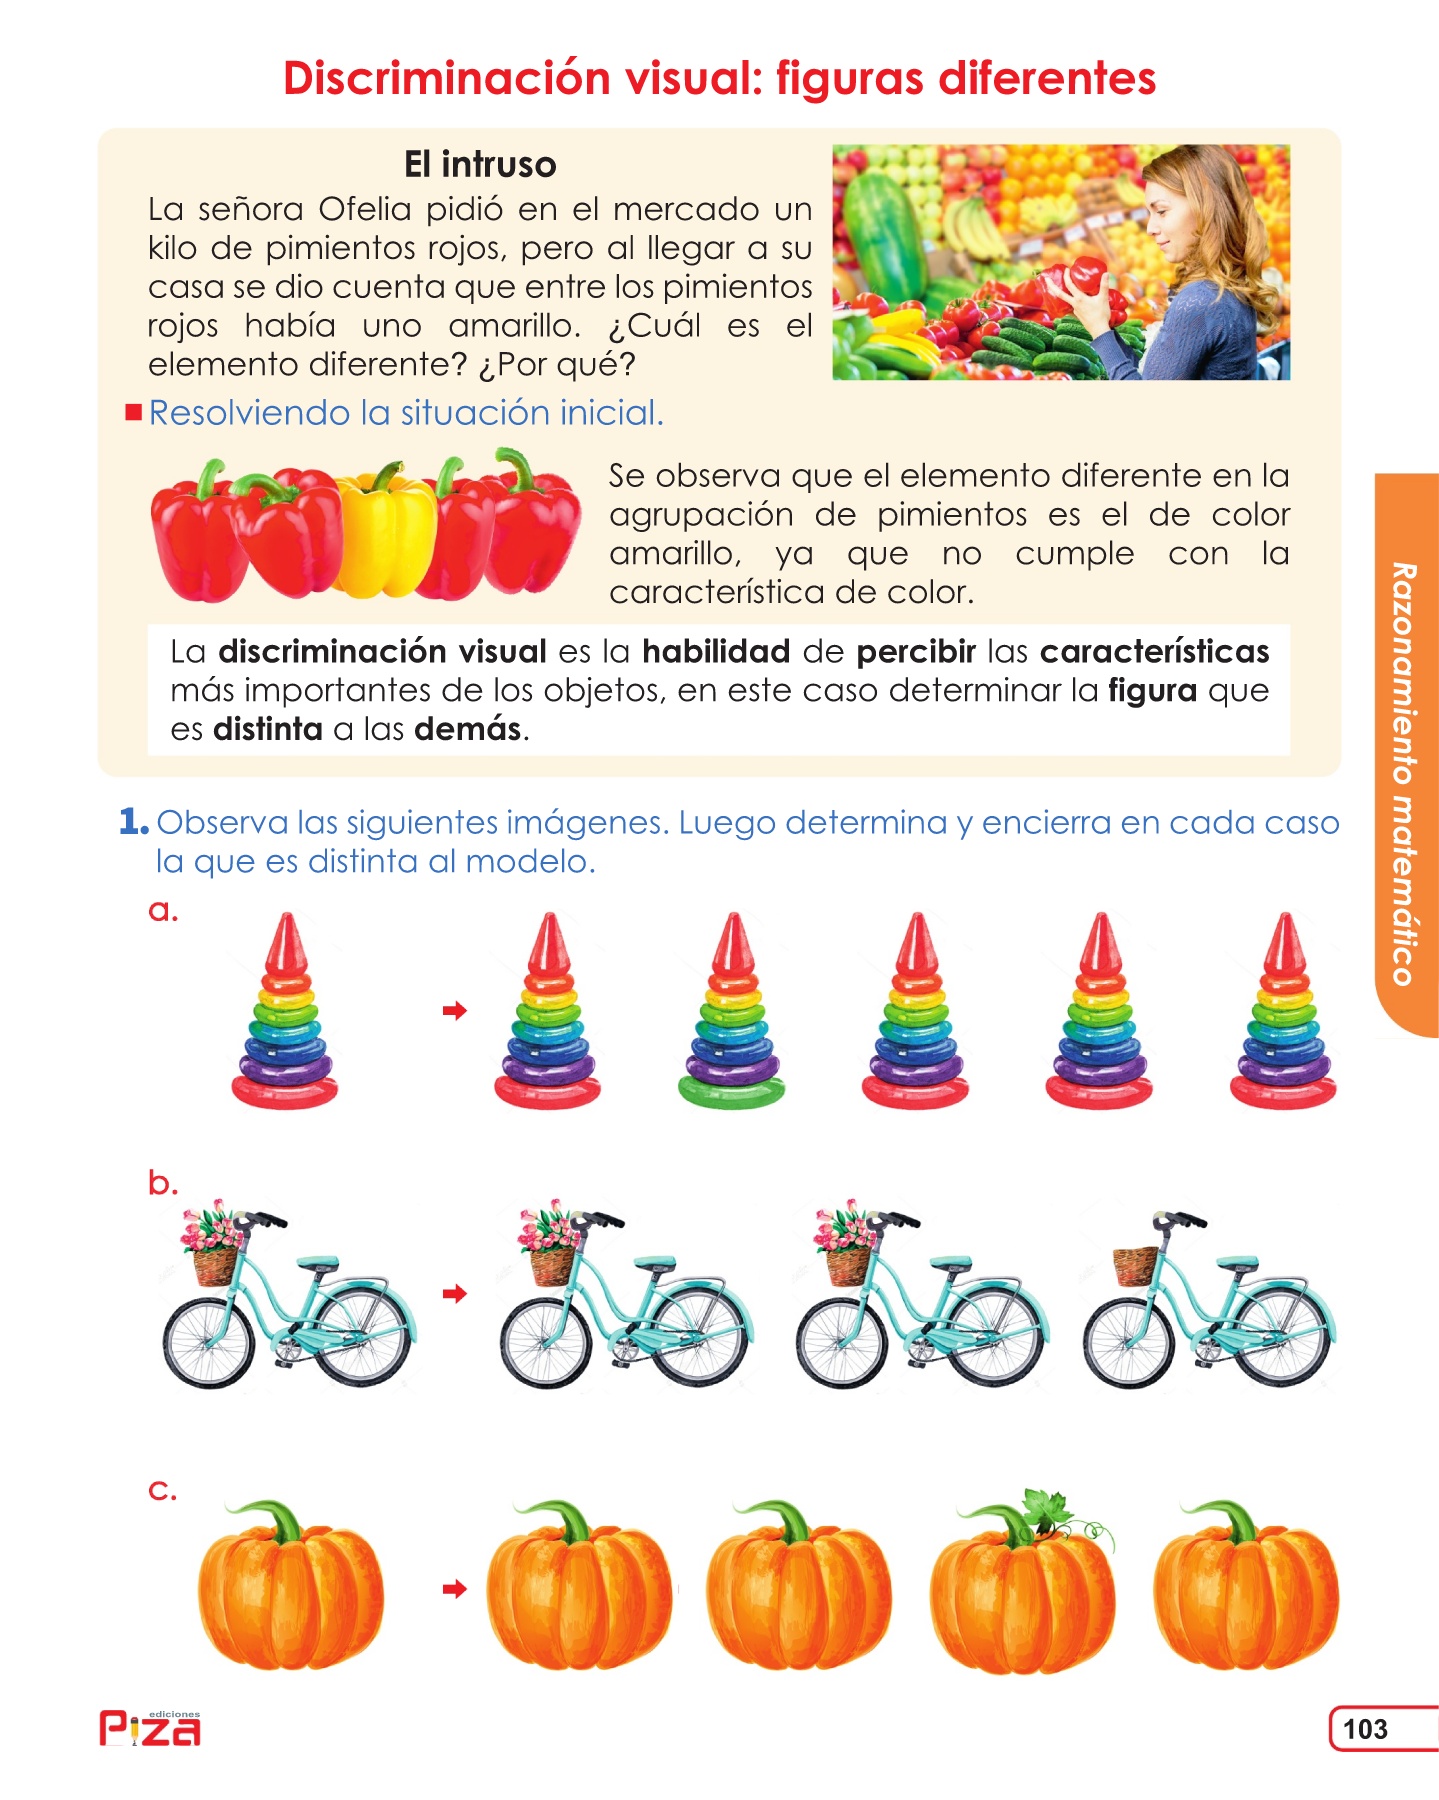 Discriminación visual: figuras diferentes
El intruso
La señora Ofelia pidió en el mercado un
kilo de pimientos rojos, pero al llegar a su
casa se dio cuenta que entre los pimientos
rojos había uno amarillo. ¿Cuál es el
elemento diferente? ¿Por qué?
Resolviendo la situación inicial.
Se observa que el elemento diferente en la
agrupación de pimientos es el de color
amarillo, ya que no cumple con la
característica de color.
La discriminación visual es la habilidad de percibir las características
más importantes de los objetos, en este caso determinar la figura que
es distinta a las demás.
1. Observa las siguientes imágenes. Luego determina y encierra en cada caso
la que es distinta al modelo.
a.
b.
c.
Razonamiento matemático
ediciones
Piza
103